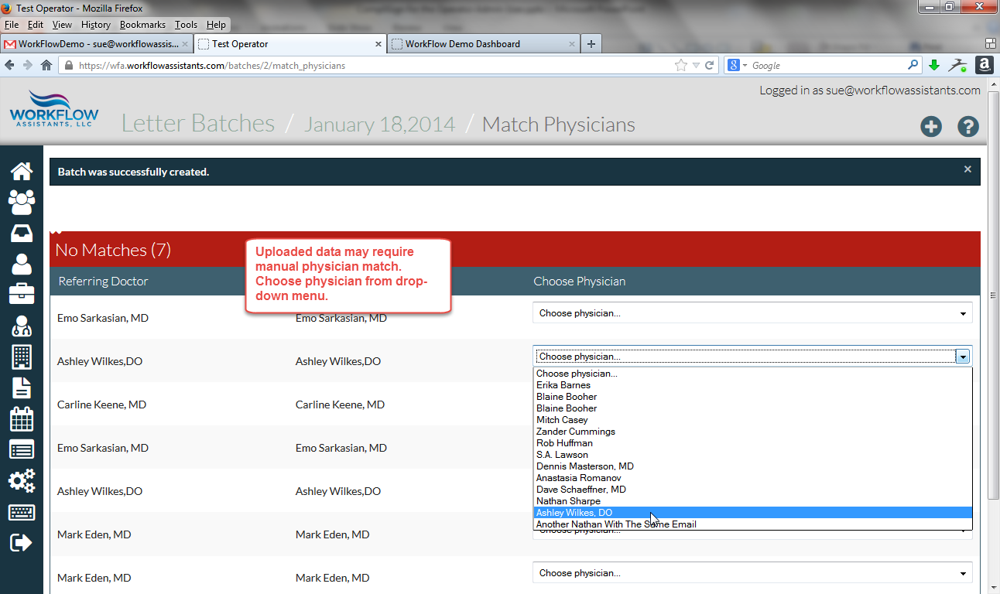 Test Operator - Mozilla Firefox
File Edit View History Bookmarks Tools Help
WorkFlowDemo - sue@workflowassis...
Test Operator
WorkFlow Demo Dashboard
https://wfa.workflowassistants.com/batches/2/match_physicians
Google
Logged in as sue@workflowassistants.com
WORKFLOW
ASSISTANTS, LLC
Letter Batches / January 18,2014 / Match Physicians
Batch was successfully created.
No Matches (7)
Uploaded data may require
manual physician match.
Choose physician from drop-
down menu.
Referring Doctor Choose Physician
Emo Sarkasian, MD Emo Sarkasian, MD Choose physician...
Ashley Wilkes,DO Ashley Wilkes,DO Choose physician...
Choose physician...
Erika Barnes
Blaine Booher
Blaine Booher
Mitch Casey
Zander Cummings
Rob Huffman
S.A. Lawson
Dennis Masterson, MD
Anastasia Romanov
Dave Schaeffner, MD
Nathan Sharpe
Ashley Wilkes, DO
Another Nathan With The Same Email
Carline Keene, MD Carline Keene, MD
Emo Sarkasian, MD Emo Sarkasian, MD
Ashley Wilkes,DO Ashley Wilkes,DO
Mark Eden, MD Mark Eden, MD Choose physician...
Mark Eden, MD Mark Eden, MD Choose physician...